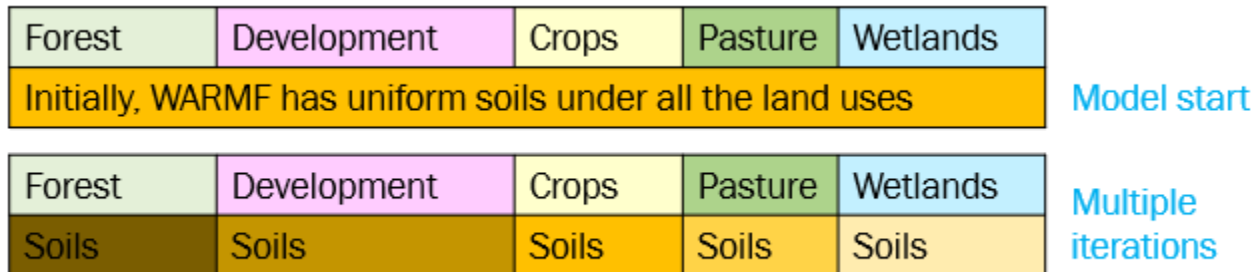 Forest Development Crops Pasture Wetlands
Initially, WARMF has uniform soils under all the land uses
Model start
Forest Development Crops Pasture Wetlands
Soils Soils Soils Soils Soils
Multiple
iterations